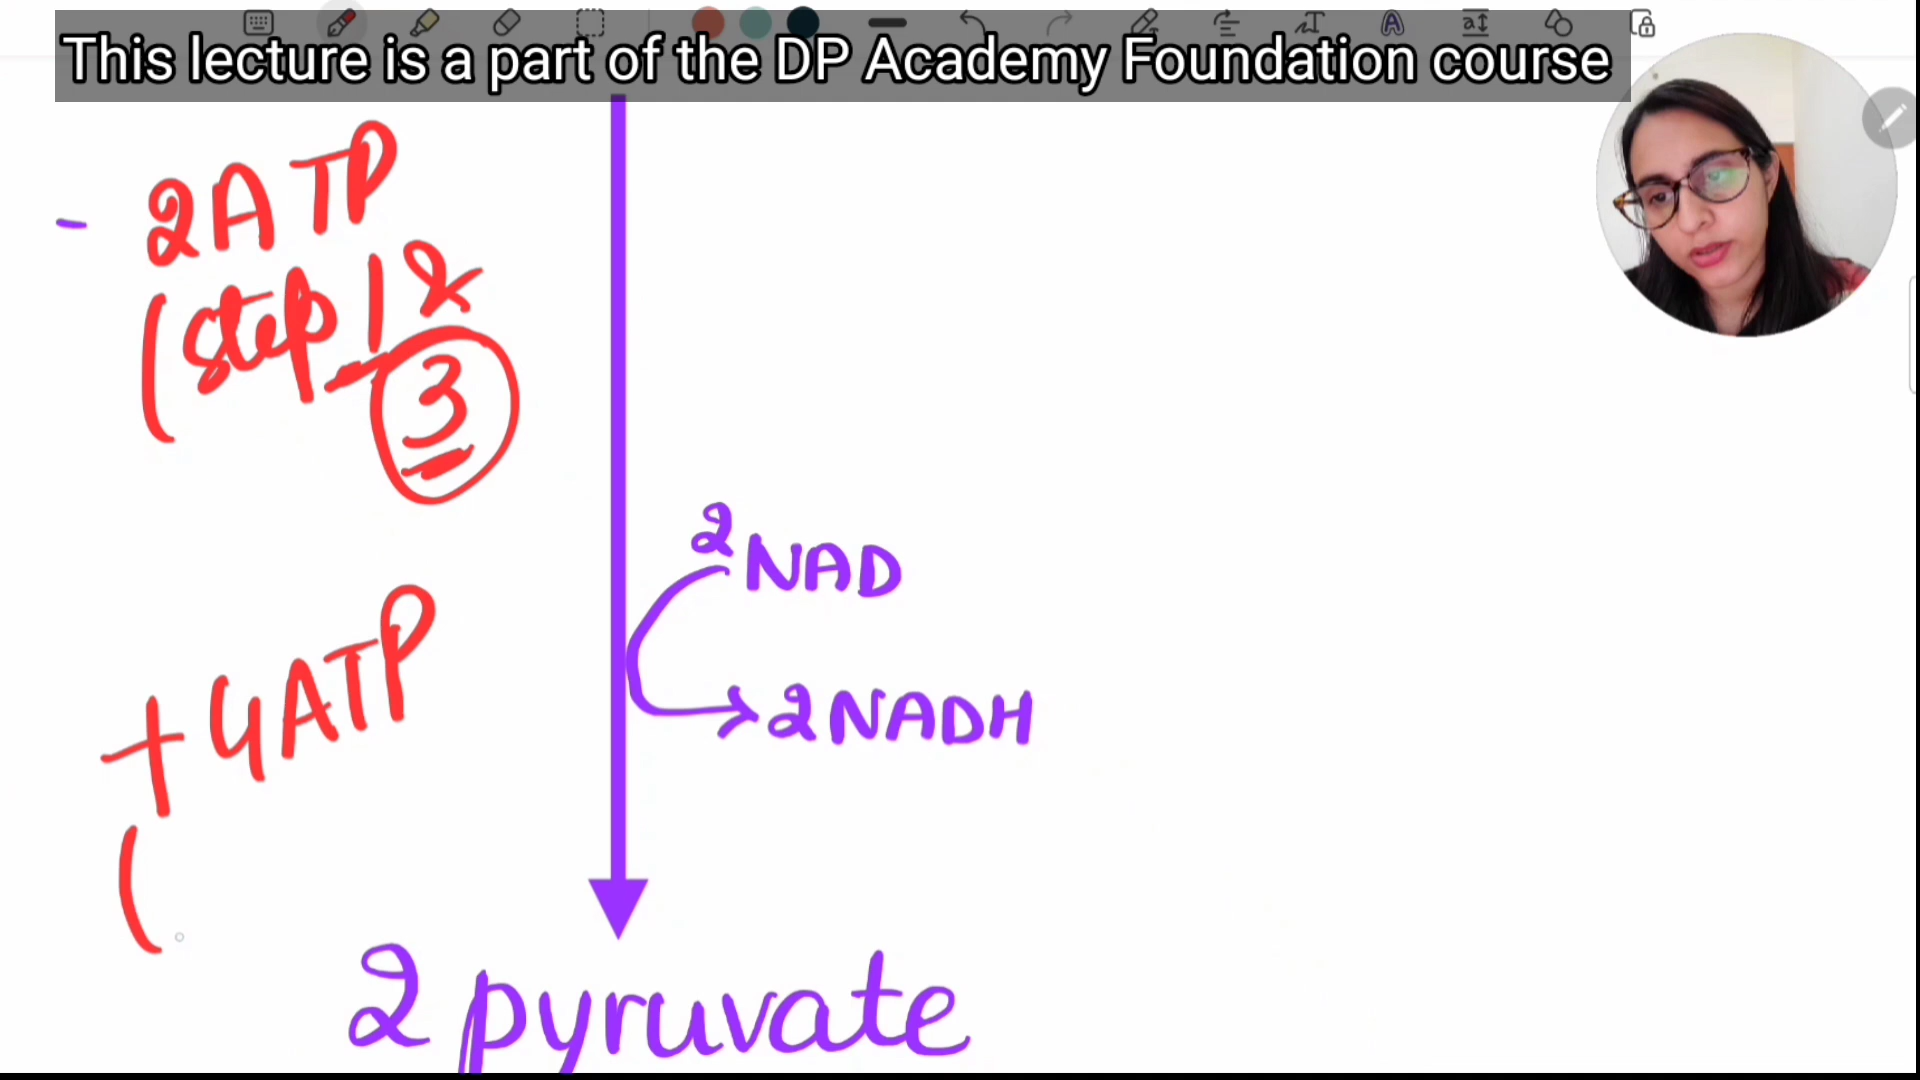 This lecture is a part of the DP Academy Foundation course
- 2ATP
(step 1 &
3
2NAD
2NADH
+4ATP
(
2 pyruvate